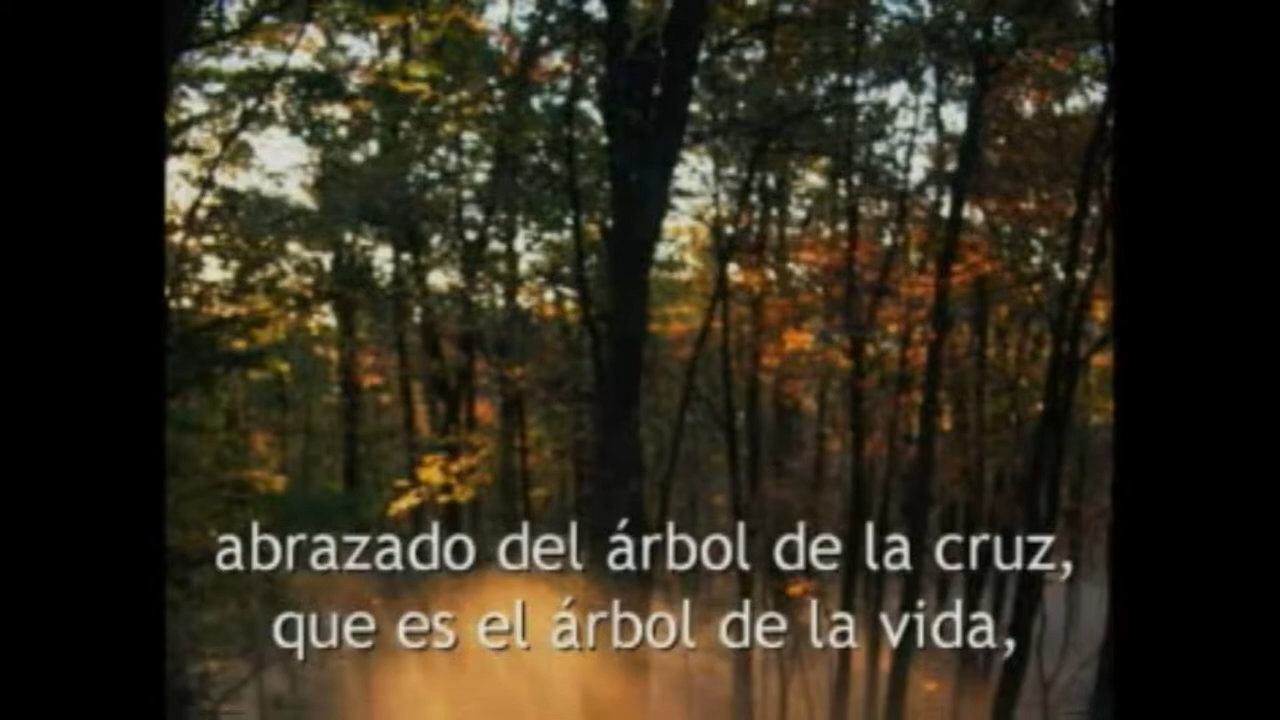 abrazado del árbol de la cruz,
que es el árbol de la vida,